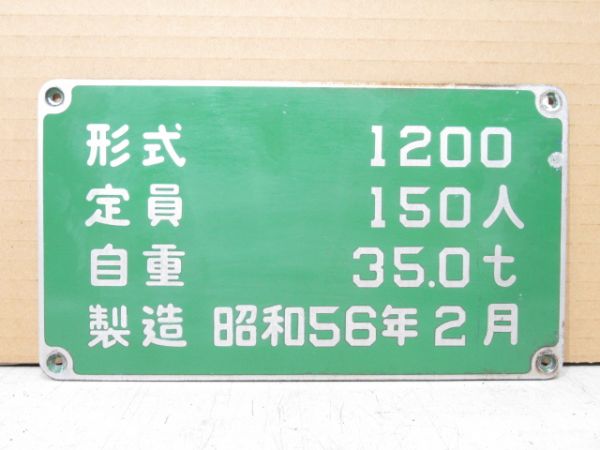 形式 1200
定員 150人
自重 35.0t
製造 昭和56年2月